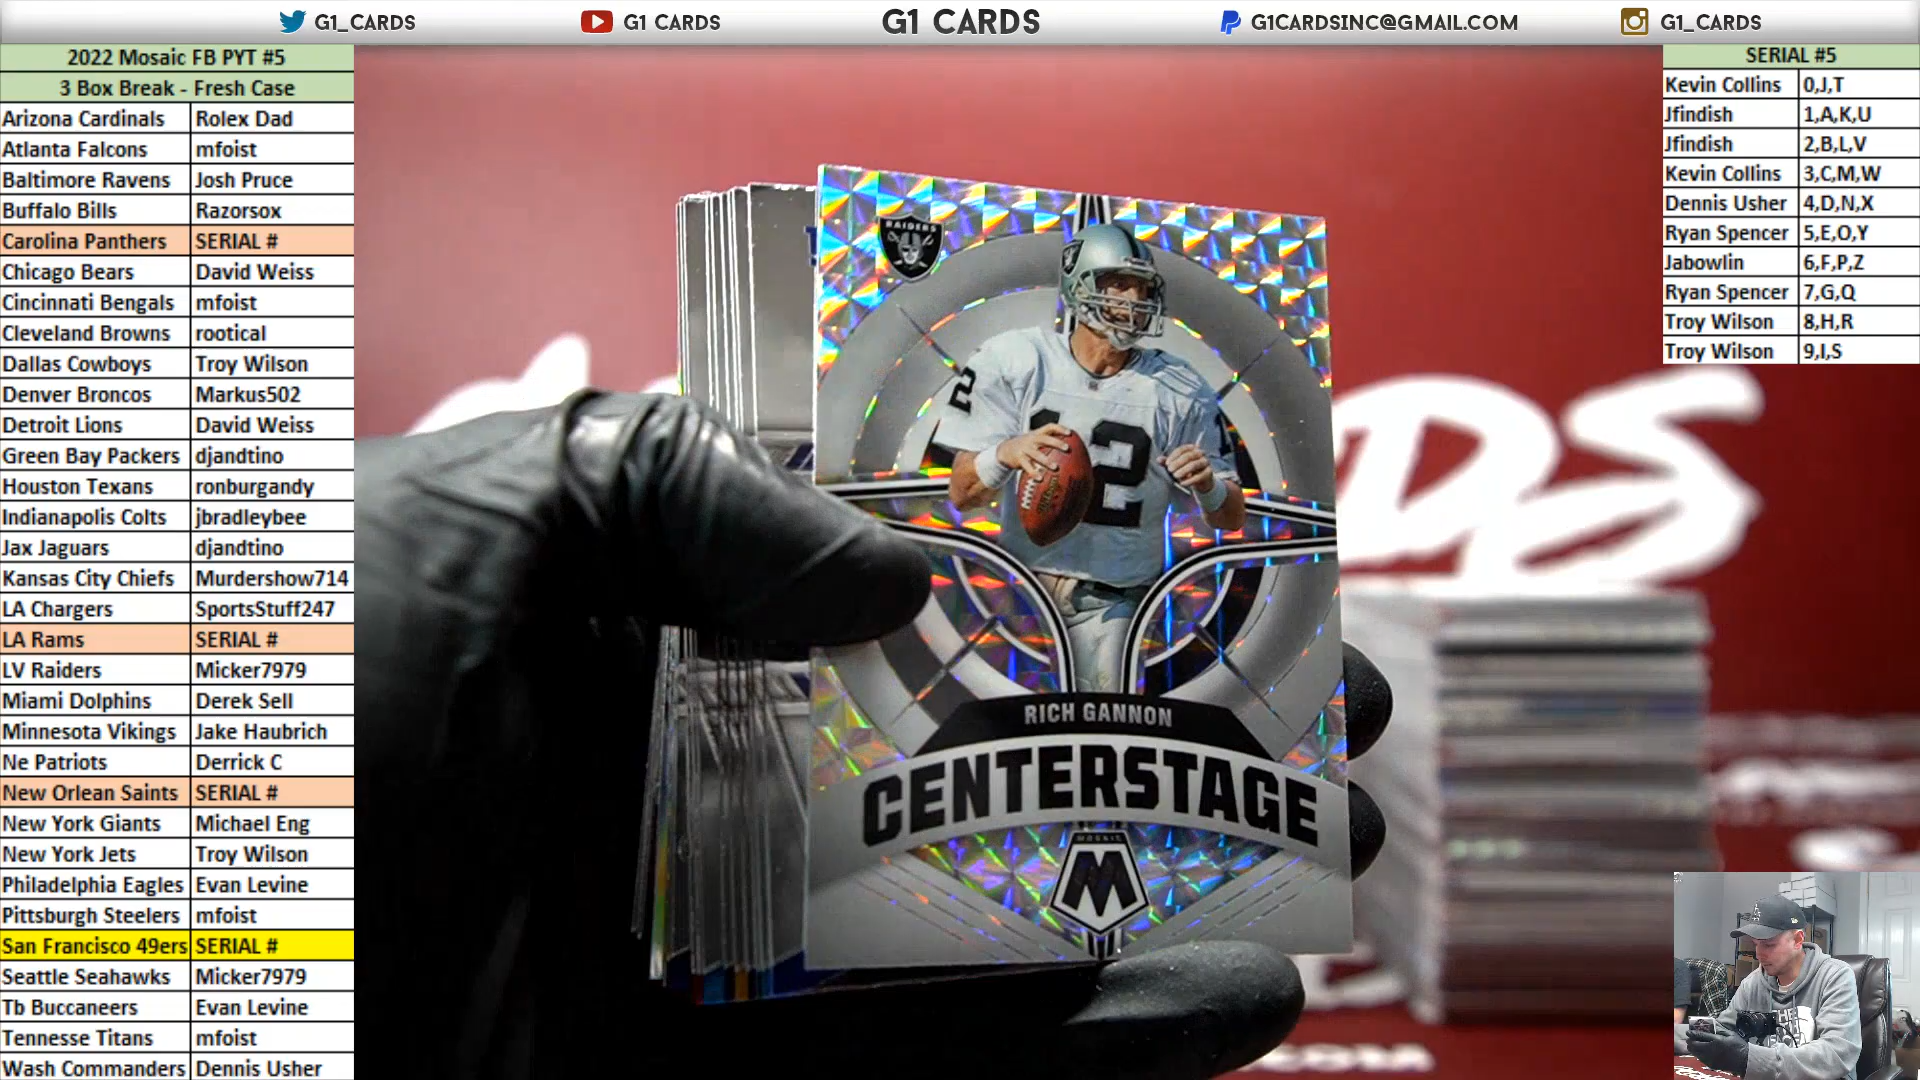 G1_CARDS G1 CARDS G1 CARDS G1CARDSINC@GMAIL.COM G1_CARDS
2022 Mosaic FB PYT #5
3 Box Break - Fresh Case
Arizona Cardinals Rolex Dad
Atlanta Falcons mfoist
Baltimore Ravens Josh Pruce
Buffalo Bills Razorsox
Carolina Panthers SERIAL #
Chicago Bears David Weiss
Cincinnati Bengals mfoist
Cleveland Browns rootical
Dallas Cowboys Troy Wilson
Denver Broncos Markus502
Detroit Lions David Weiss
Green Bay Packers djandtino
Houston Texans ronburgandy
Indianapolis Colts jbradleybee
Jax Jaguars djandtino
Kansas City Chiefs Murdershow714
LA Chargers SportsStuff247
LA Rams SERIAL #
LV Raiders Micker7979
Miami Dolphins Derek Sell
Minnesota Vikings Jake Haubrich
Ne Patriots Derrick C
New Orlean Saints SERIAL #
New York Giants Michael Eng
New York Jets Troy Wilson
Philadelphia Eagles Evan Levine
Pittsburgh Steelers mfoist
San Francisco 49ers SERIAL #
Seattle Seahawks Micker7979
Tb Buccaneers Evan Levine
Tennesse Titans mfoist
Wash Commanders Dennis Usher
RAIDERS
2
12
RICH GANNON
CENTERSTAGE
MOSAIC
M
RDS
SERIAL #5
Kevin Collins 0,J,T
Jfindish 1,A,K,U
Jfindish 2,B,L,V
Kevin Collins 3,C,M,W
Dennis Usher 4,D,N,X
Ryan Spencer 5,E,O,Y
Jabowlin 6,F,P,Z
Ryan Spencer 7,G,Q
Troy Wilson 8,H,R
Troy Wilson 9,I,S